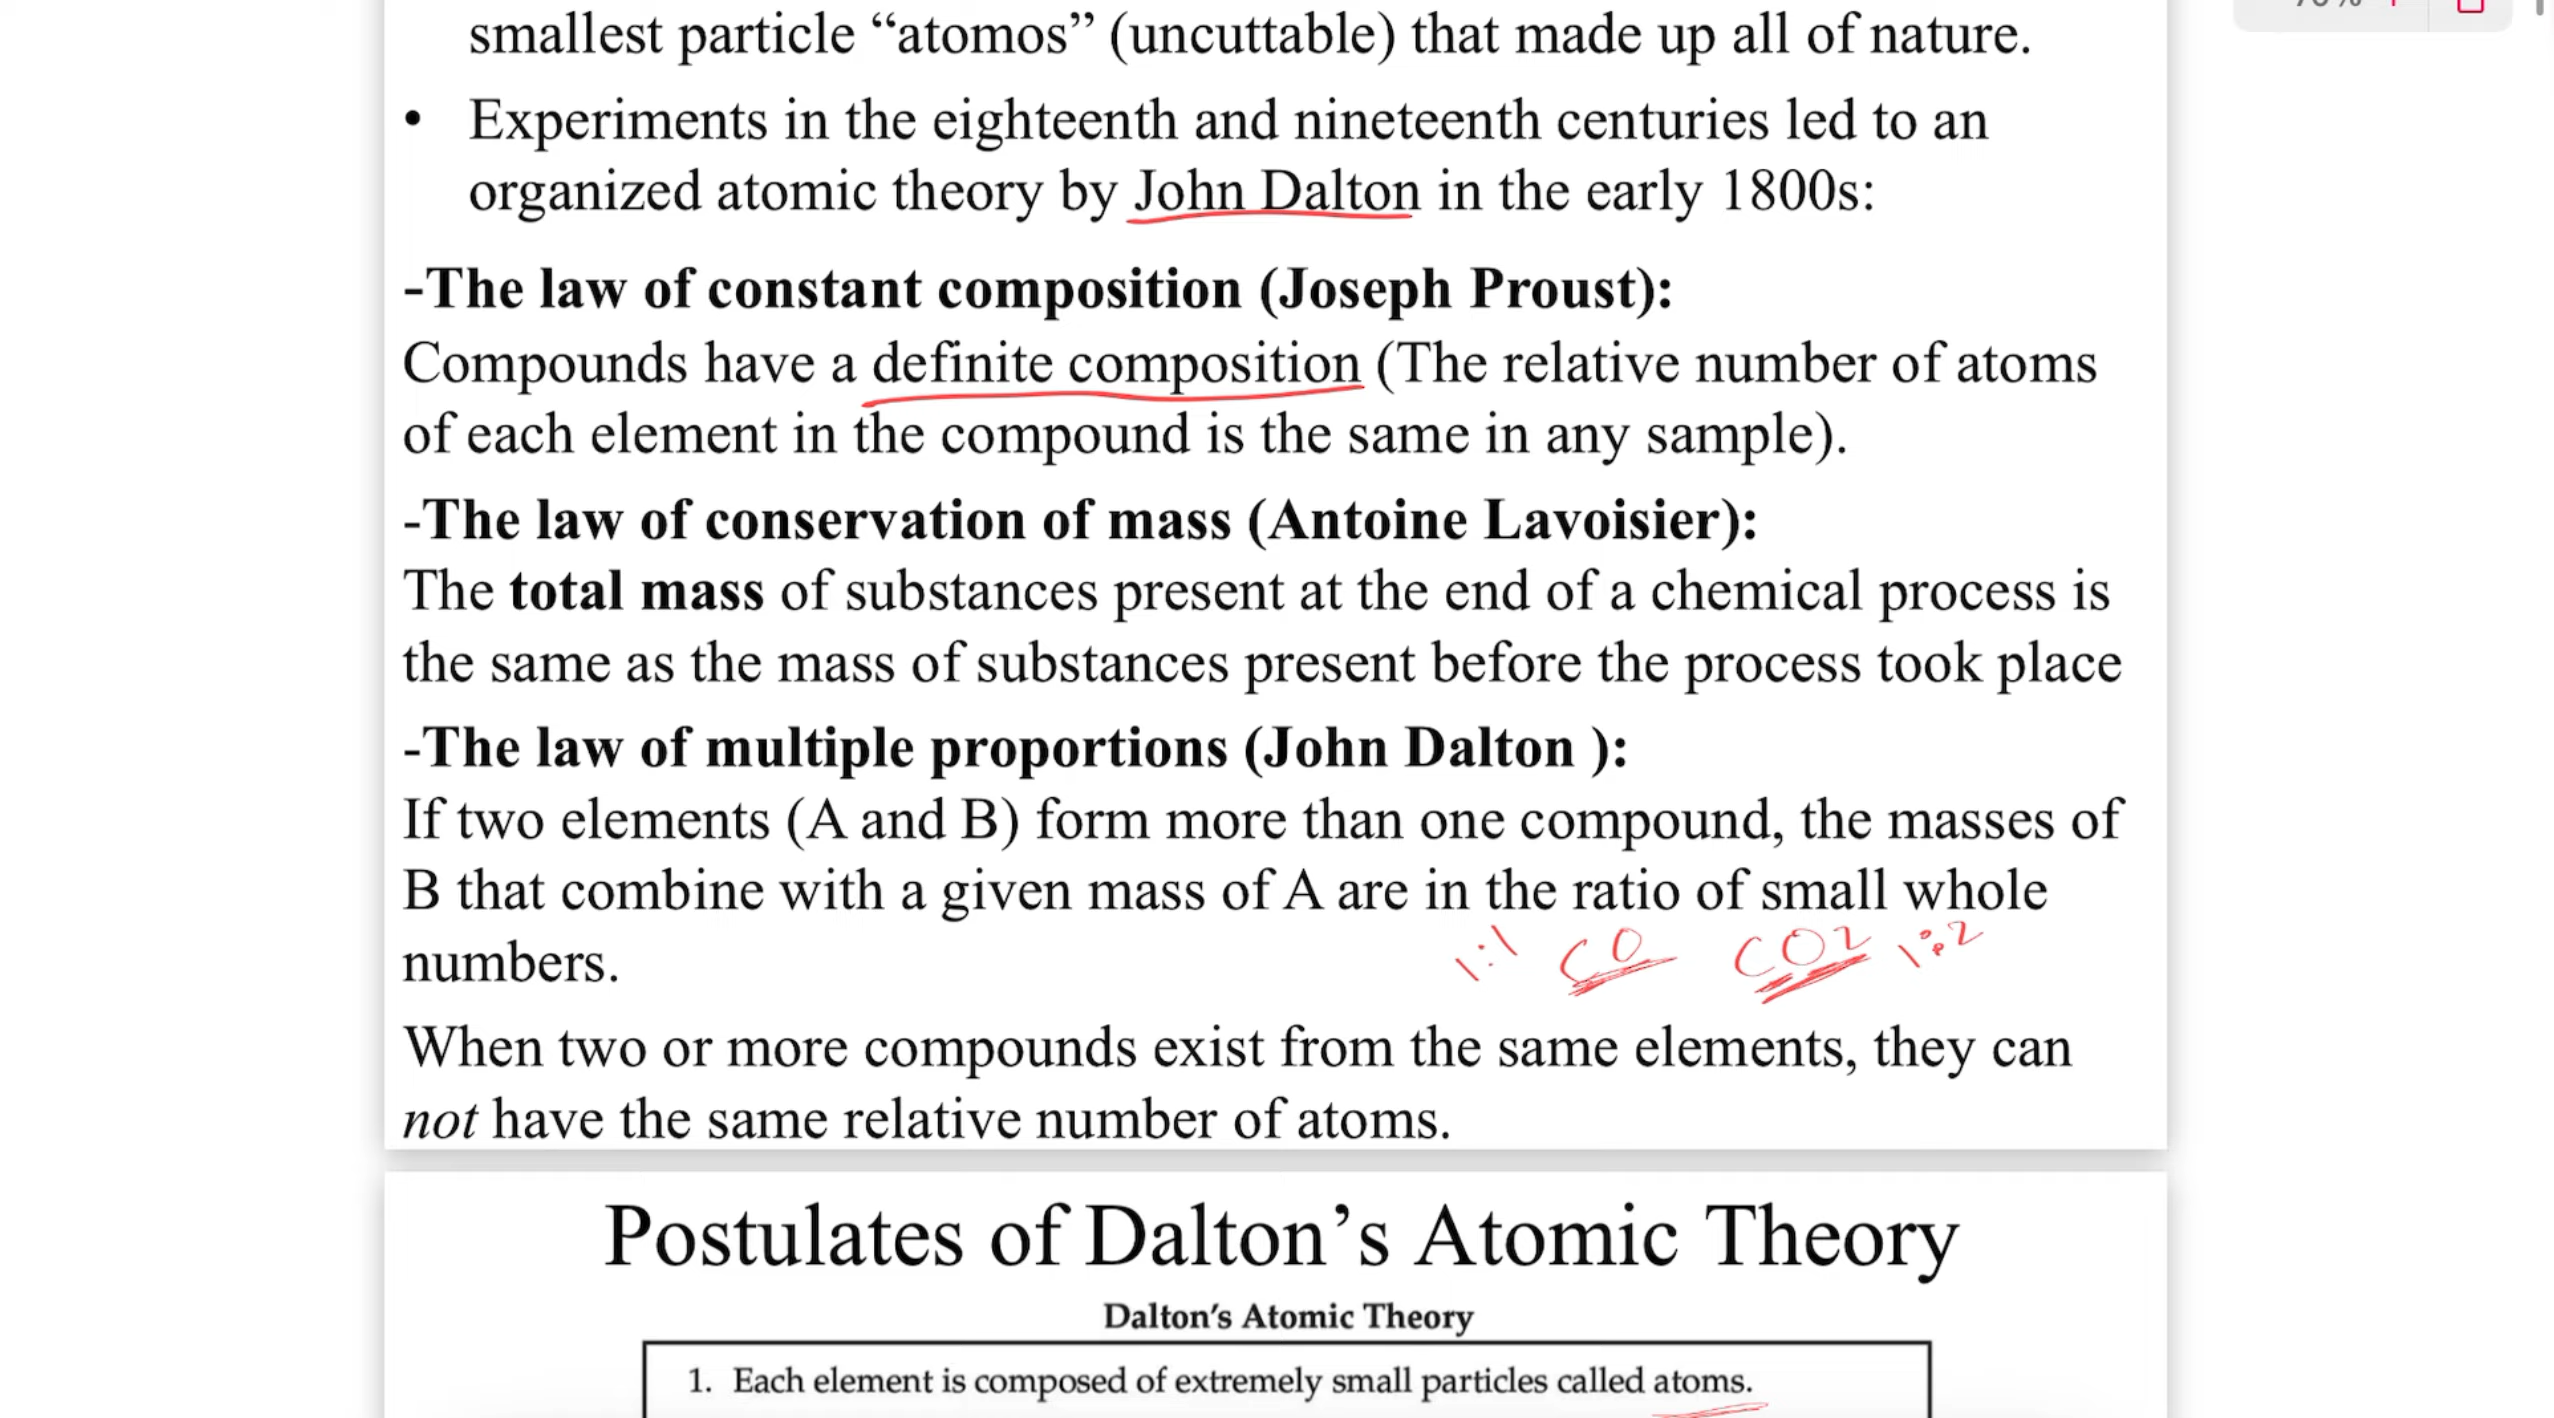 smallest particle “atomos” (uncuttable) that made up all of nature.
• Experiments in the eighteenth and nineteenth centuries led to an
organized atomic theory by John Dalton in the early 1800s:
-The law of constant composition (Joseph Proust):
Compounds have a definite composition (The relative number of atoms
of each element in the compound is the same in any sample).
-The law of conservation of mass (Antoine Lavoisier):
The total mass of substances present at the end of a chemical process is
the same as the mass of substances present before the process took place
-The law of multiple proportions (John Dalton ):
If two elements (A and B) form more than one compound, the masses of
B that combine with a given mass of A are in the ratio of small whole
numbers.
1:1 CO CO2 1:2
When two or more compounds exist from the same elements, they can
not have the same relative number of atoms.
Postulates of Dalton’s Atomic Theory
Dalton’s Atomic Theory
1. Each element is composed of extremely small particles called atoms.